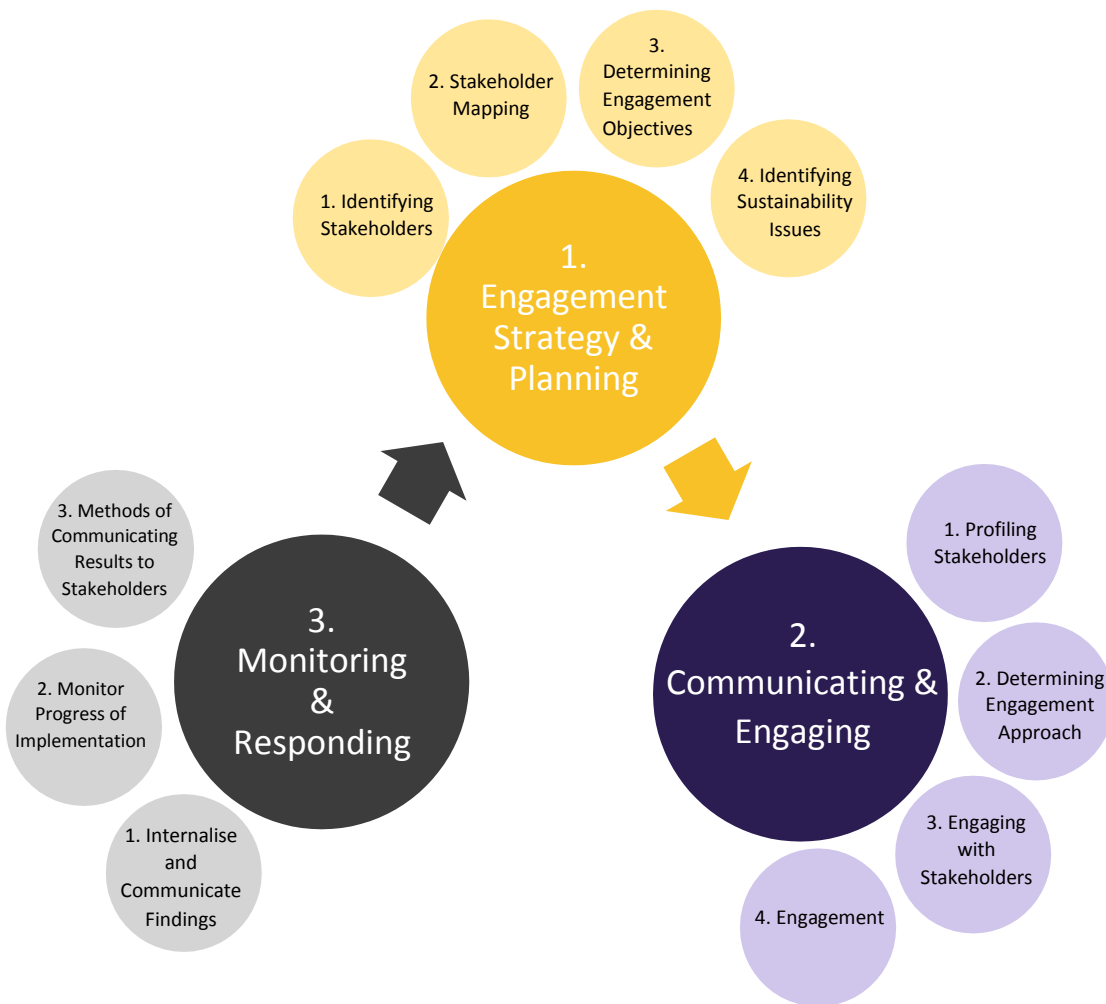 1.
Engagement
Strategy &
Planning
1. Identifying
Stakeholders
2. Stakeholder
Mapping
3.
Determining
Engagement
Objectives
4. Identifying
Sustainability
Issues
2.
Communicating &
Engaging
1. Profiling
Stakeholders
2. Determining
Engagement
Approach
3. Engaging
with
Stakeholders
4. Engagement
3.
Monitoring
&
Responding
1. Internalise
and
Communicate
Findings
2. Monitor
Progress of
Implementation
3. Methods of
Communicating
Results to
Stakeholders